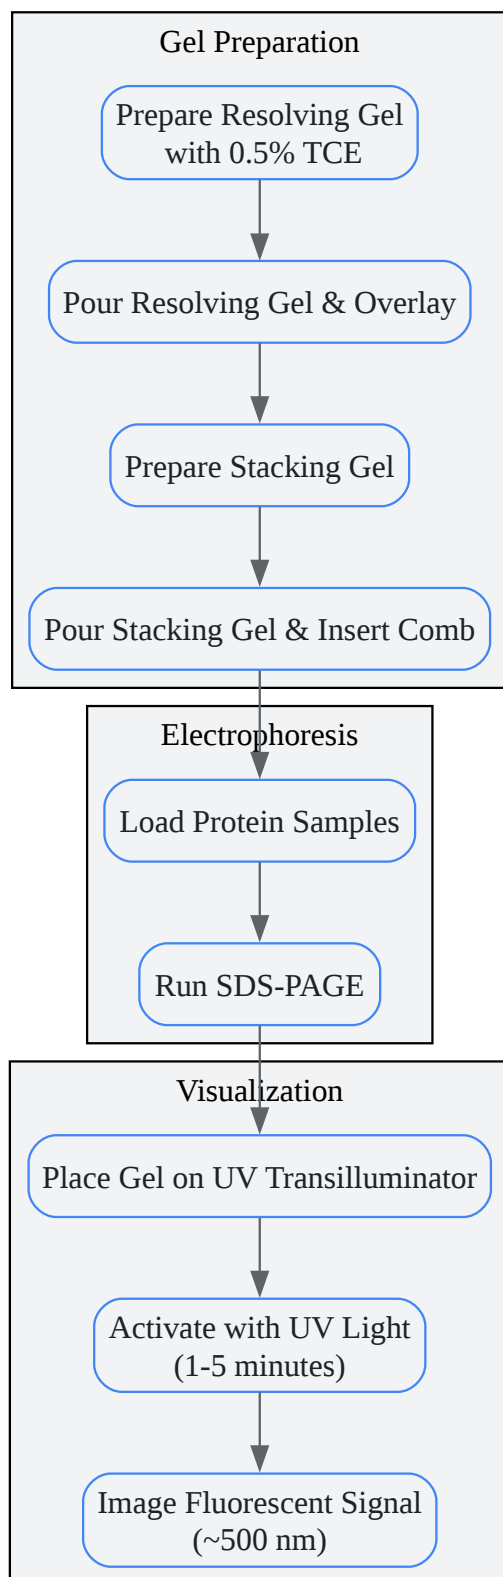 Gel Preparation
Prepare Resolving Gel
with 0.5% TCE
Pour Resolving Gel & Overlay
Prepare Stacking Gel
Pour Stacking Gel & Insert Comb
Electrophoresis
Load Protein Samples
Run SDS-PAGE
Visualization
Place Gel on UV Transilluminator
Activate with UV Light
(1-5 minutes)
Image Fluorescent Signal
(~500 nm)